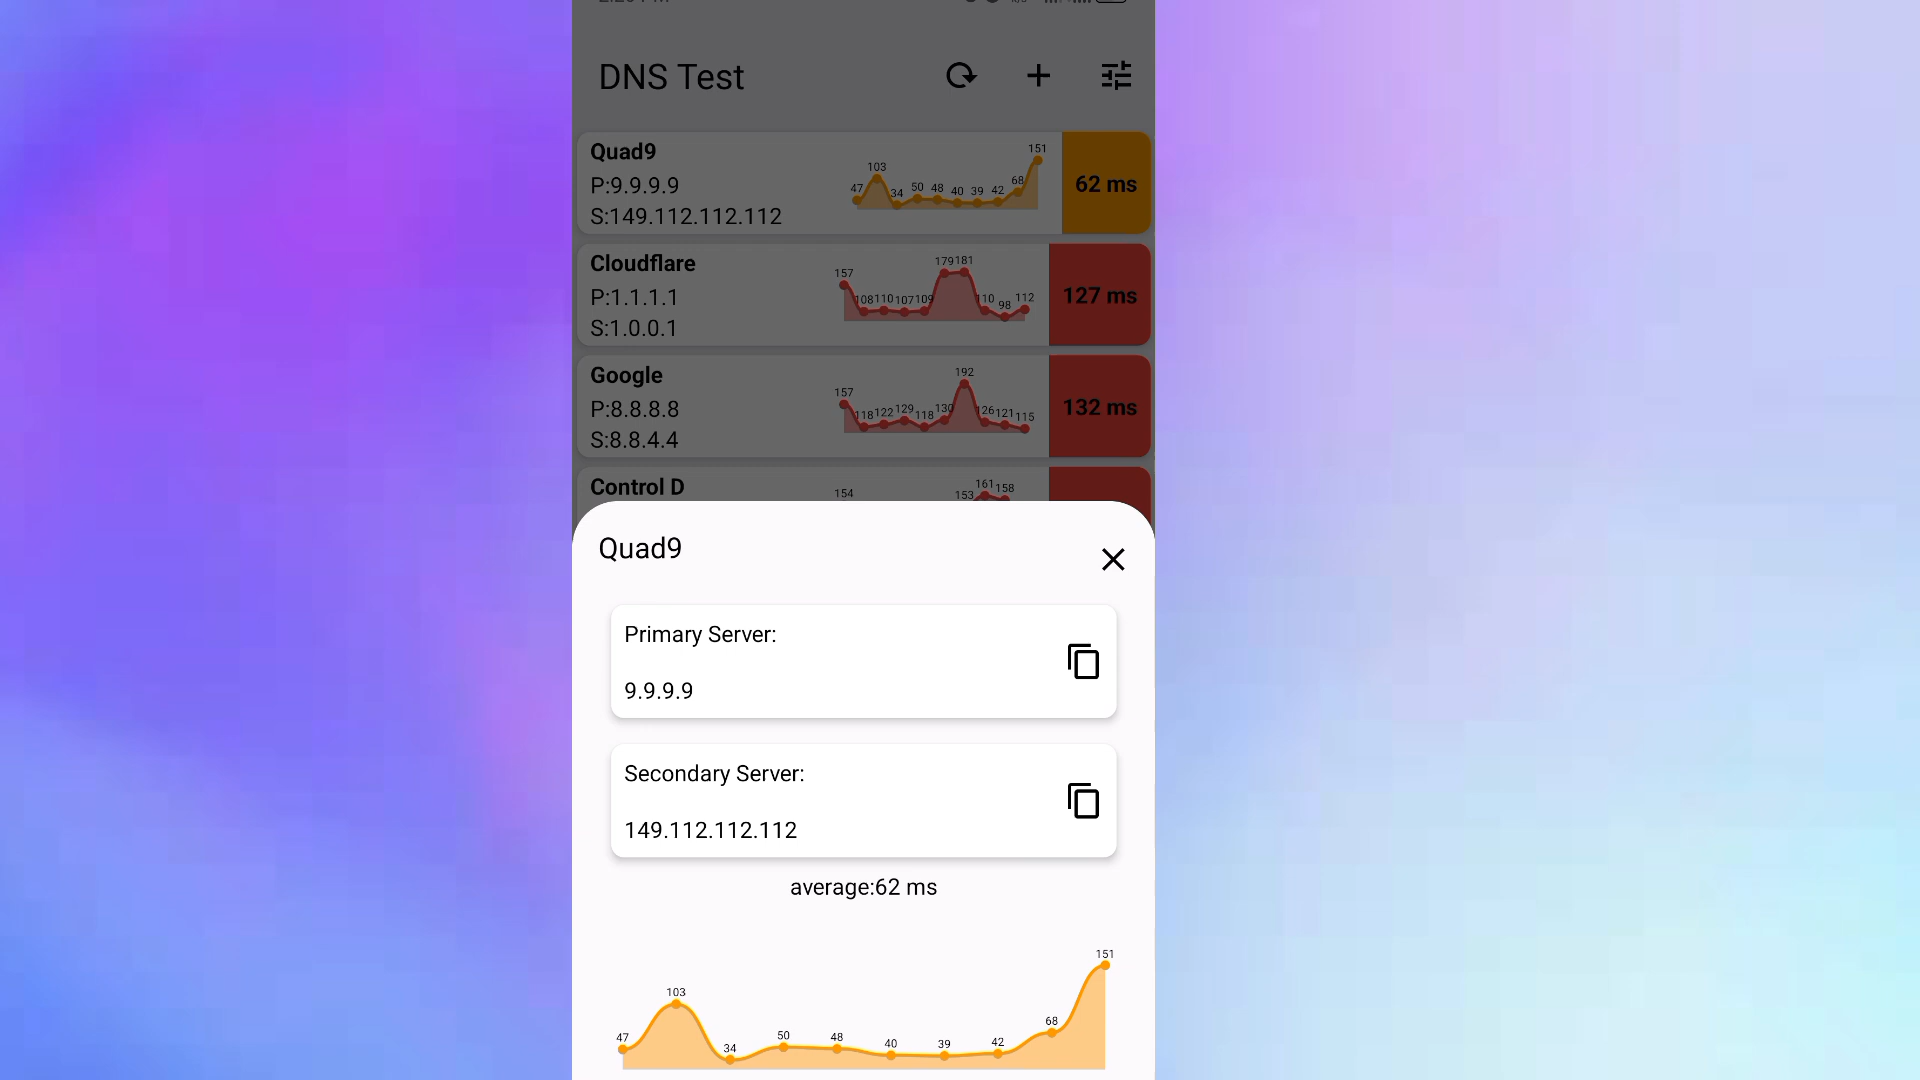 DNS Test
Quad9
P:9.9.9.9
S:149.112.112.112
47 103 34 50 48 40 39 42 68 151
62 ms
Cloudflare
P:1.1.1.1
S:1.0.0.1
157 108 110 107 109 179 181 110 98 112
127 ms
Google
P:8.8.8.8
S:8.8.4.4
157 118 122 129 118 130 192 126 121 115
132 ms
Control D
154 153 161 158
Quad9
Primary Server:
9.9.9.9
Secondary Server:
149.112.112.112
average:62 ms
47 103 34 50 48 40 39 42 68 151